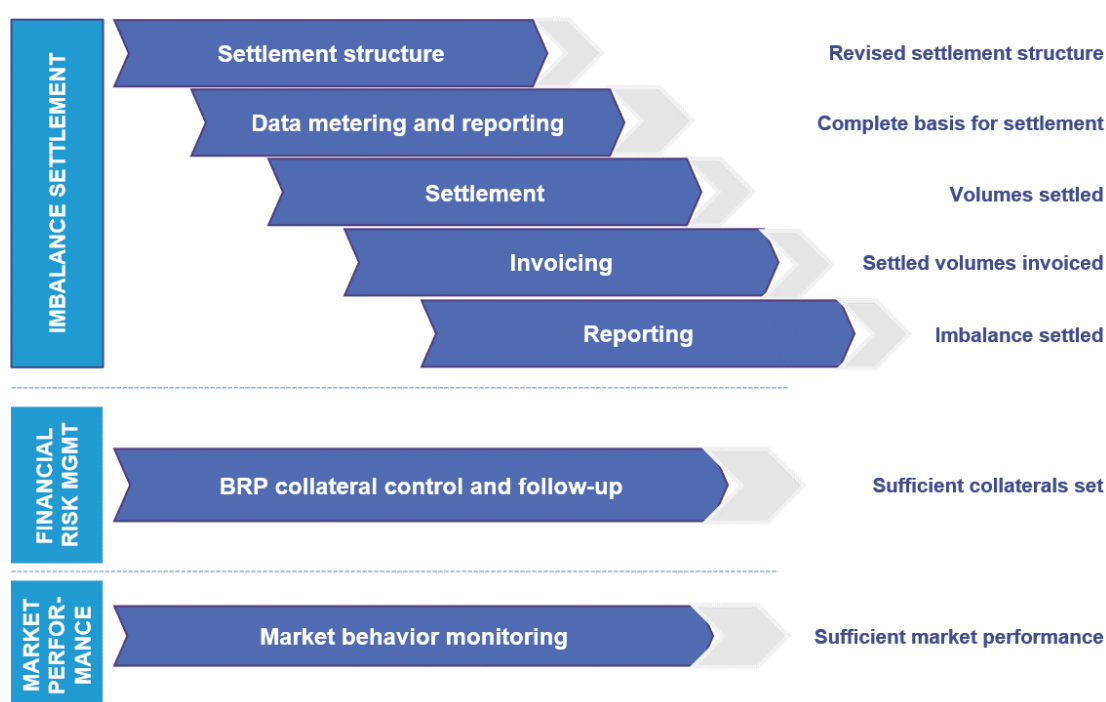 IMBALANCE SETTLEMENT
Settlement structure
Revised settlement structure
Data metering and reporting
Complete basis for settlement
Settlement
Volumes settled
Invoicing
Settled volumes invoiced
Reporting
Imbalance settled
FINANCIAL
RISK MGMT
BRP collateral control and follow-up
Sufficient collaterals set
MARKET
PERFOR-
MANCE
Market behavior monitoring
Sufficient market performance